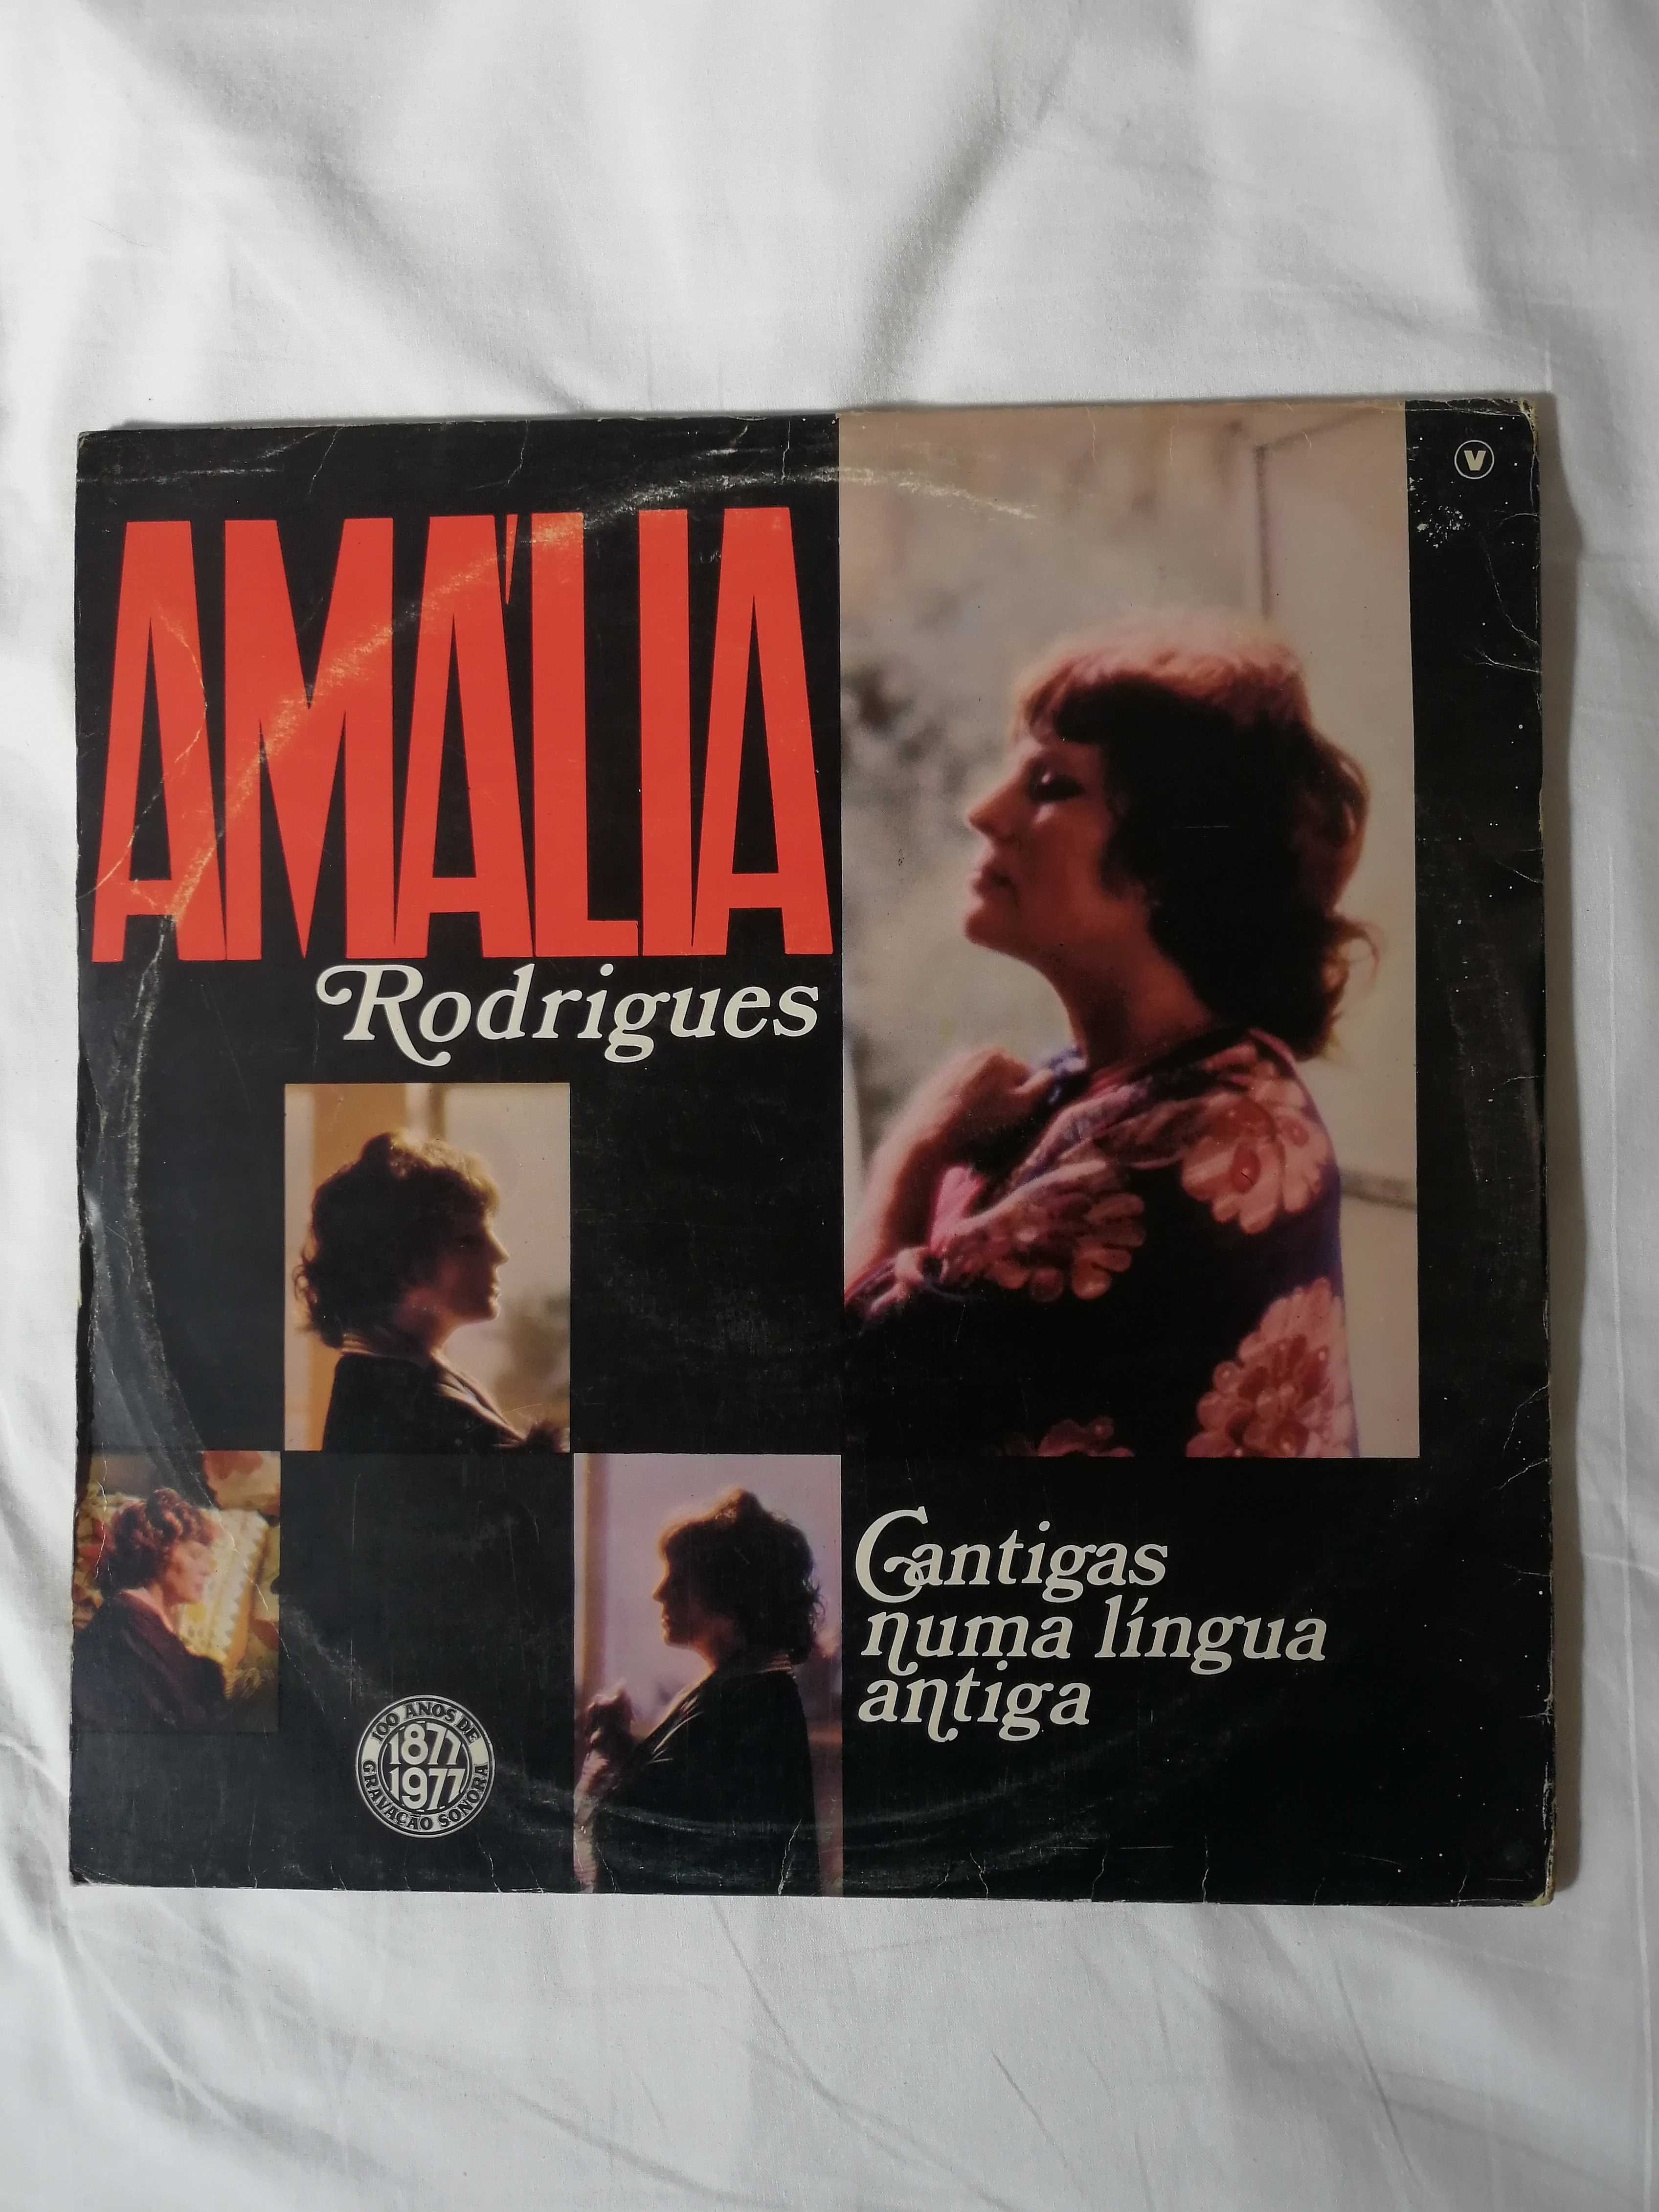 AMÁLIA
Rodrigues
V
Cantigas
numa língua
antiga
100 ANOS DE
1877
1977
GRAVAÇÃO SONORA